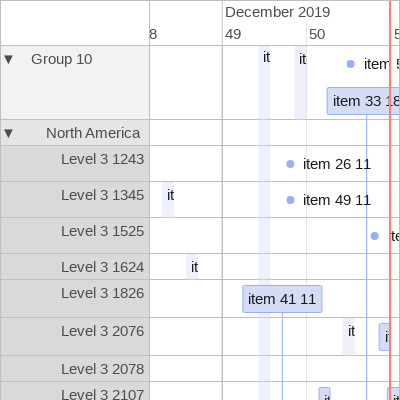 December 2019
8 49 50 5
▼ Group 10 it it item 5
item 33 18
▼ North America
Level 3 1243 item 26 11
Level 3 1345 it item 49 11
Level 3 1525
Level 3 1624 it
Level 3 1826 item 41 11
Level 3 2076 it
Level 3 2078
Level 3 2107